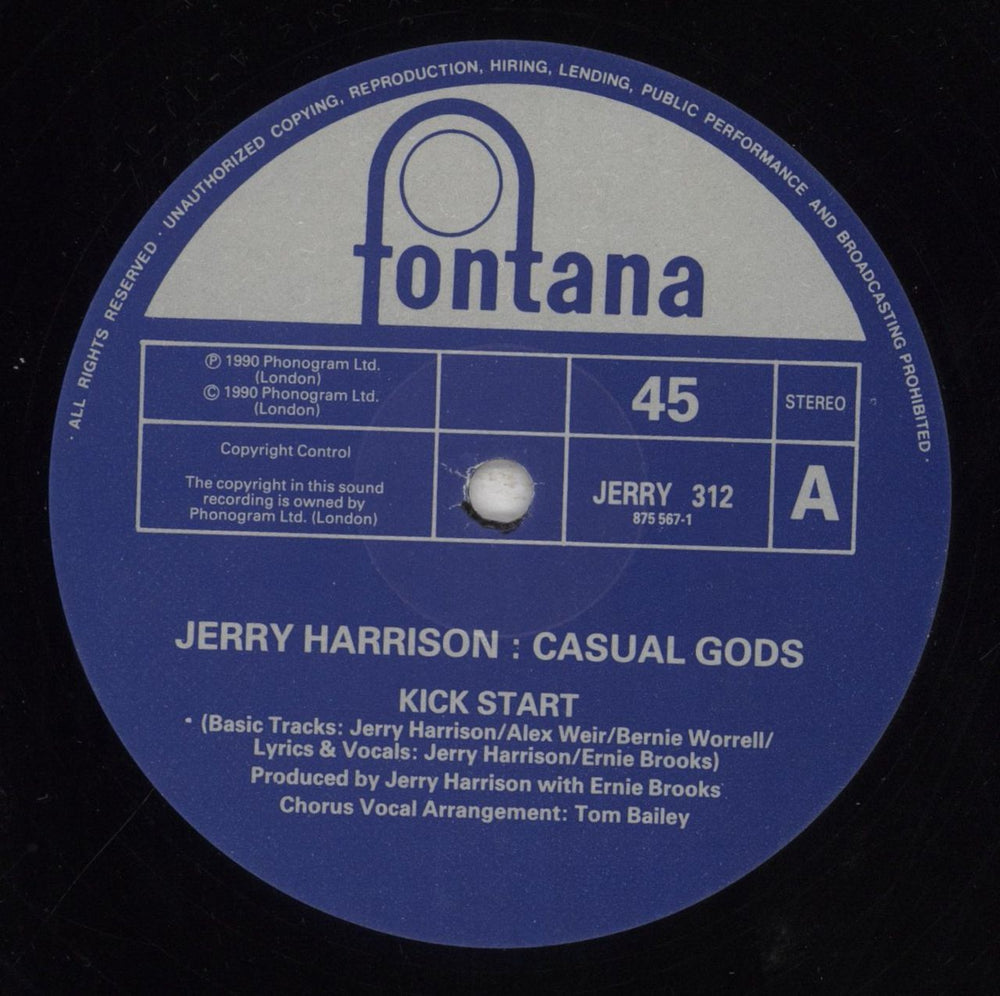 · ALL RIGHTS RESERVED · UNAUTHORIZED COPYING, REPRODUCTION, HIRING, LENDING, PUBLIC PERFORMANCE AND BROADCASTING PROHIBITED ·
fontana
Ⓟ 1990 Phonogram Ltd.
(London)
© 1990 Phonogram Ltd.
(London)
45
STEREO
Copyright Control
The copyright in this sound
recording is owned by
Phonogram Ltd. (London)
JERRY 312
875 567-1
A
JERRY HARRISON : CASUAL GODS
KICK START
(Basic Tracks: Jerry Harrison/Alex Weir/Bernie Worrell/
Lyrics & Vocals: Jerry Harrison/Ernie Brooks)
Produced by Jerry Harrison with Ernie Brooks
Chorus Vocal Arrangement: Tom Bailey